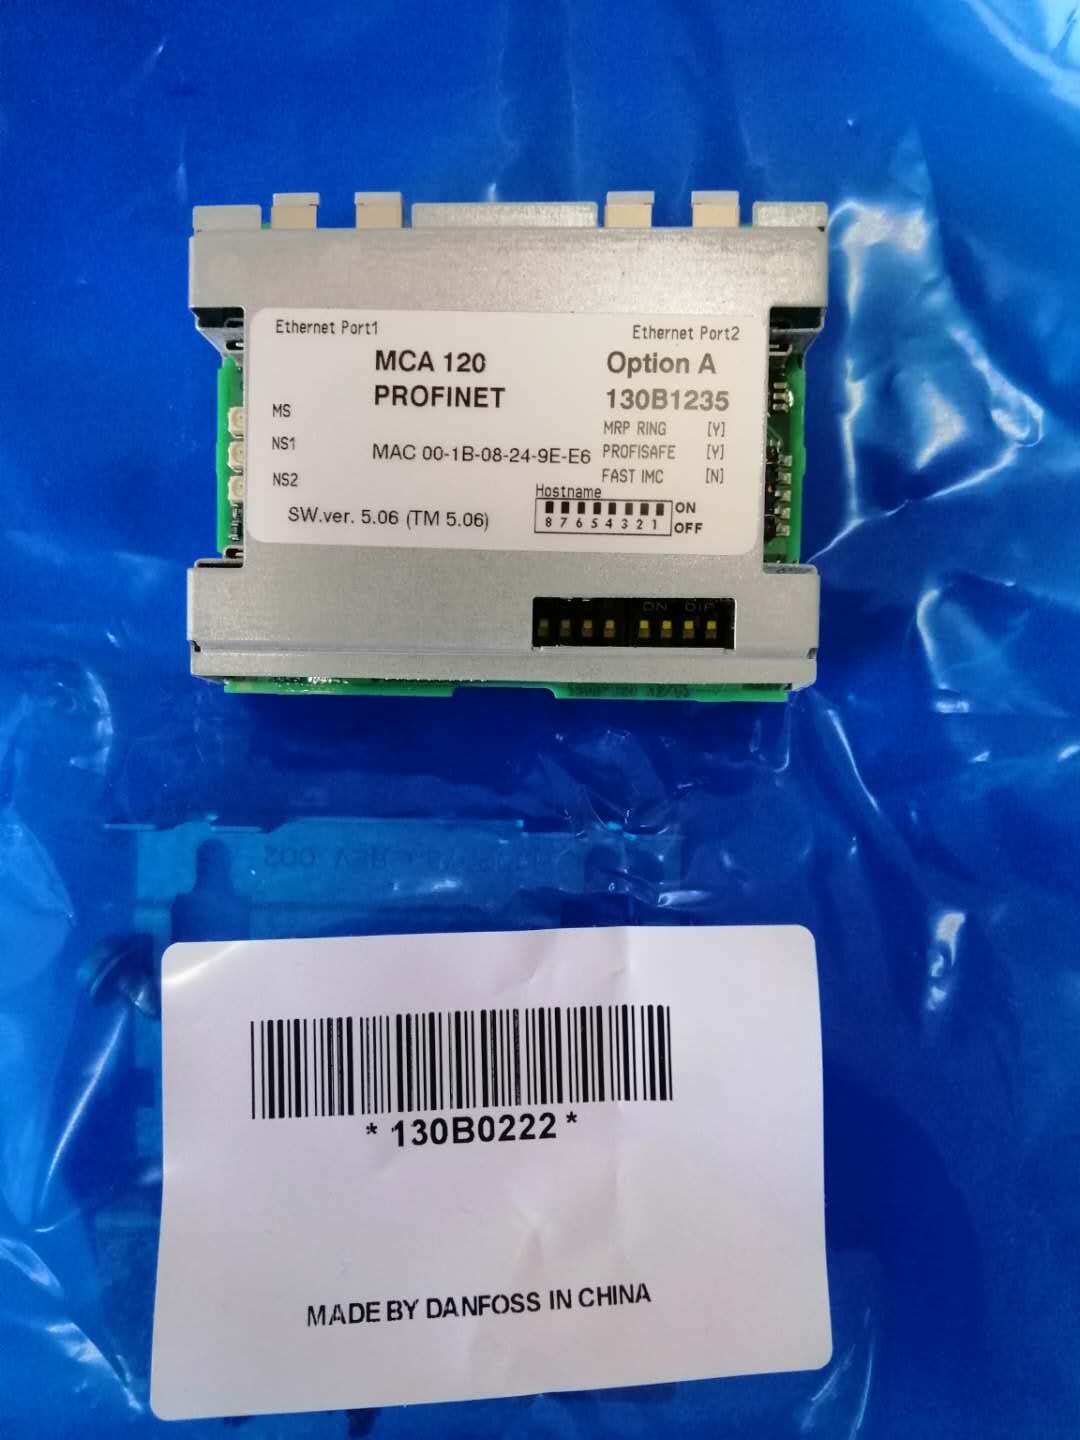 Ethernet Port1
Ethernet Port2
MCA 120
Option A
PROFINET
130B1235
MS
MRP RING [Y]
NS1
MAC 00-1B-08-24-9E-E6
PROFISAFE [Y]
NS2
FAST IMC [N]
Hostname
ON
8 7 6 5 4 3 2 1
OFF
SW.ver. 5.06 (TM 5.06)
ON DIP
*130B0222*
MADE BY DANFOSS IN CHINA